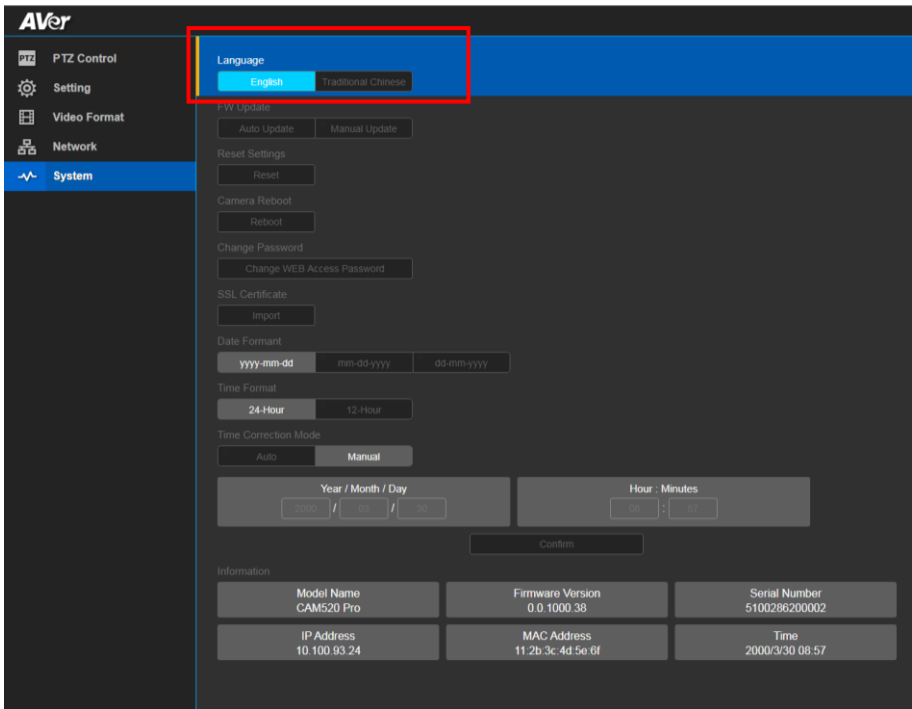 AVer
PTZ PTZ Control
Setting
Video Format
Network
System
Language
English Traditional Chinese
FW Update
Auto Update Manual Update
Reset Settings
Reset
Camera Reboot
Reboot
Change Password
Change WEB Access Password
SSL Certificate
Import
Date Formant
yyyy-mm-dd mm-dd-yyyy dd-mm-yyyy
Time Format
24-Hour 12-Hour
Time Correction Mode
Auto Manual
Year / Month / Day Hour : Minutes
2000 / 03 / 30 08 : 57
Confirm
Information
Model Name Firmware Version Serial Number
CAM520 Pro 0.0.1000.38 5100286200002
IP Address MAC Address Time
10.100.93.24 11:2b:3c:4d:5e:6f 2000/3/30 08:57